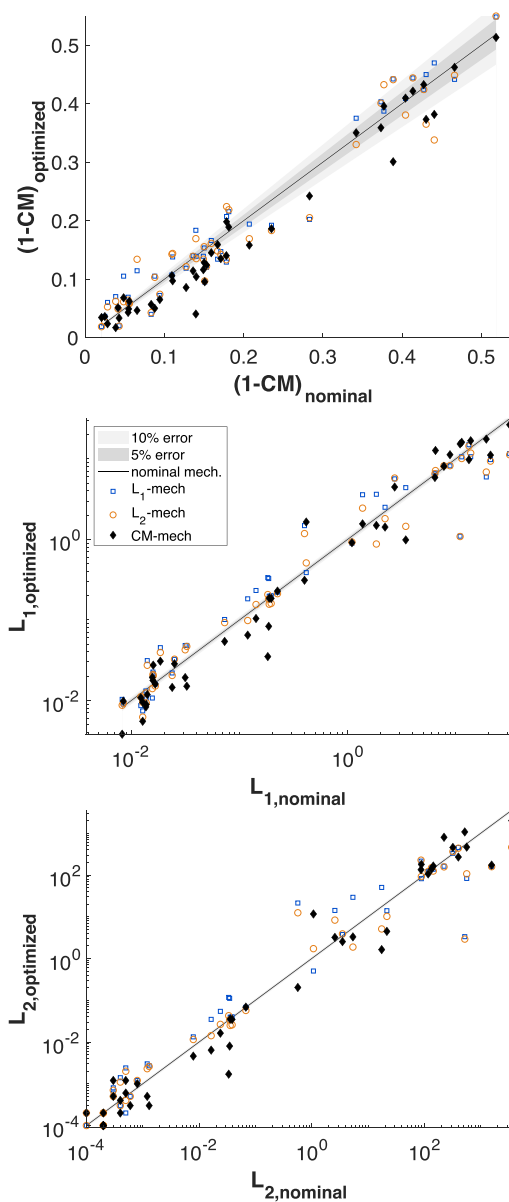 0.5
0.4
0.3
0.2
0.1
0
(1-CM)optimized
0 0.1 0.2 0.3 0.4 0.5
(1-CM)nominal
10% error
5% error
nominal mech.
L1-mech
L2-mech
CM-mech
10^0
10^-2
L1,optimized
10^-2 10^0
L1,nominal
10^2
10^0
10^-2
10^-4
L2,optimized
10^-4 10^-2 10^0 10^2
L2,nominal